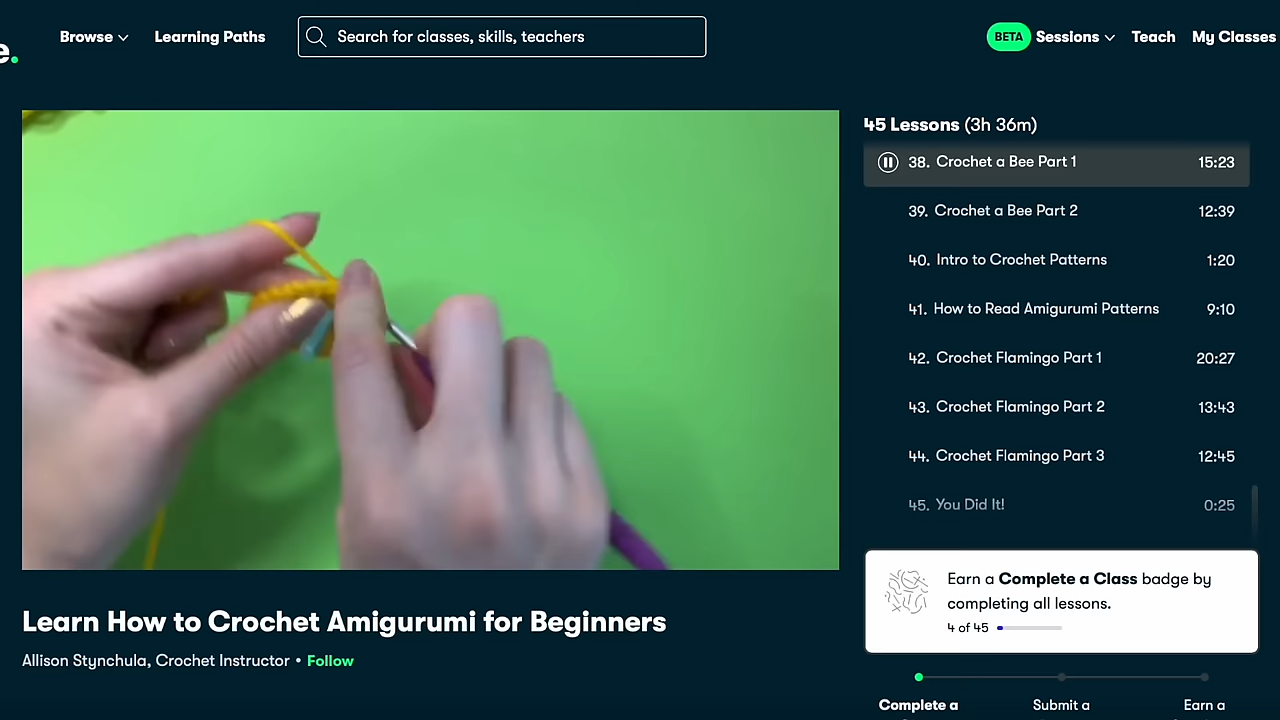 e.
Browse
Learning Paths
Search for classes, skills, teachers
BETA Sessions
Teach
My Classes
45 Lessons (3h 36m)
38. Crochet a Bee Part 1 15:23
39. Crochet a Bee Part 2 12:39
40. Intro to Crochet Patterns 1:20
41. How to Read Amigurumi Patterns 9:10
42. Crochet Flamingo Part 1 20:27
43. Crochet Flamingo Part 2 13:43
44. Crochet Flamingo Part 3 12:45
45. You Did It! 0:25
Earn a Complete a Class badge by
completing all lessons.
4 of 45
Complete a
Submit a
Earn a
Learn How to Crochet Amigurumi for Beginners
Allison Stynchula, Crochet Instructor • Follow